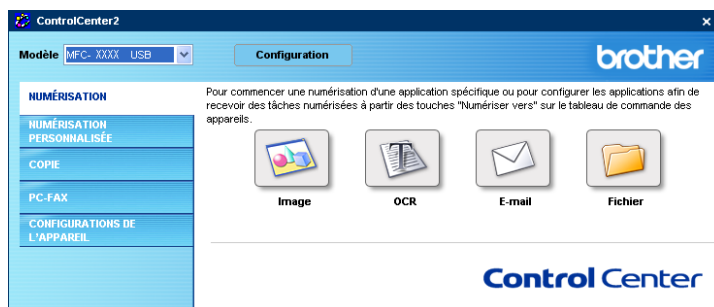 ControlCenter2
Modèle MFC- XXXX USB Configuration brother
NUMÉRISATION
NUMÉRISATION
PERSONNALISÉE
COPIE
PC-FAX
CONFIGURATIONS DE
L'APPAREIL
Pour commencer une numérisation d'une application spécifique ou pour configurer les applications afin de
recevoir des tâches numérisées à partir des touches "Numériser vers" sur le tableau de commande des
appareils.
Image OCR E-mail Fichier
Control Center